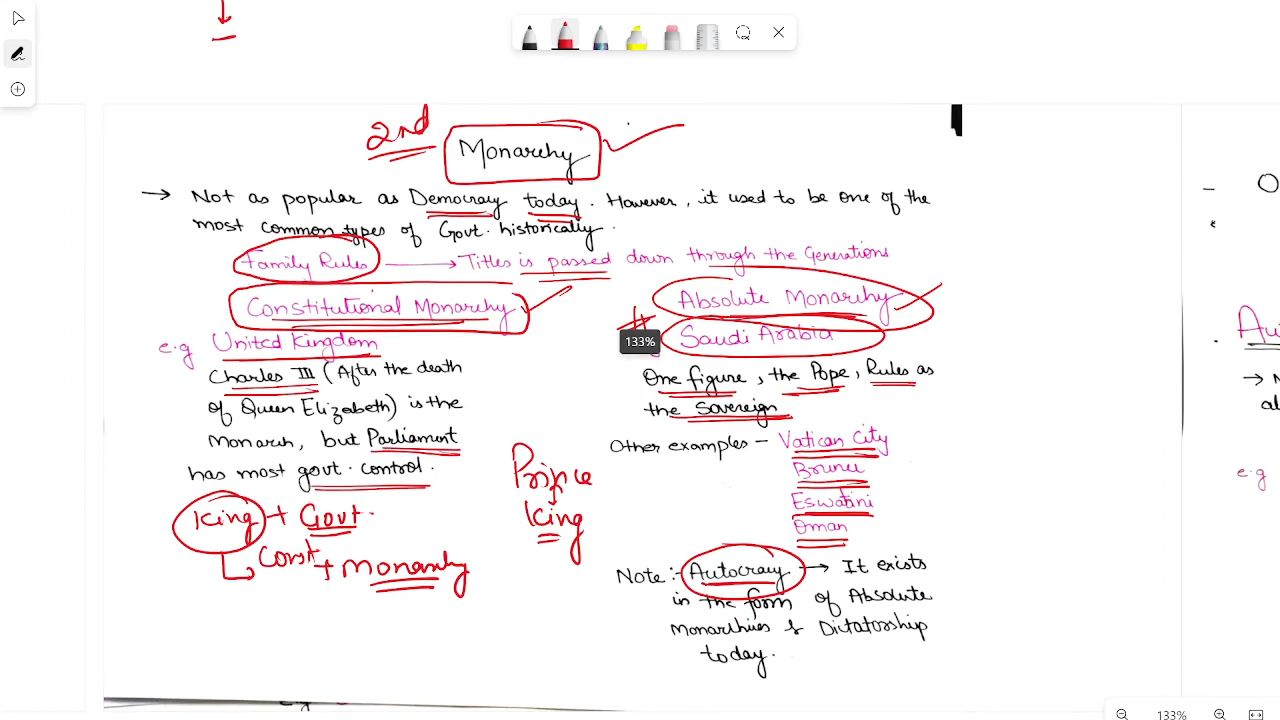 2nd
Monarchy
→ Not as popular as Democracy today. However, it used to be one of the
most common types of Govt. historically.
Family Rules → Titles is passed down through the Generations
Constitutional Monarchy
e.g United Kingdom
Charles III (After the death
of Queen Elizabeth) is the
Monarch, but Parliament
has most govt. control.
King + Govt.
Const + Monarchy
Prince
King
Absolute Monarchy
133%
Saudi Arabia
One figure, the Pope, Rules as
the Sovereign
Other examples - Vatican City
Brunei
Eswatini
Oman
Note :- Autocracy → It exists
in the form of Absolute
Monarchies & Dictatorship
today.
e.g
133%